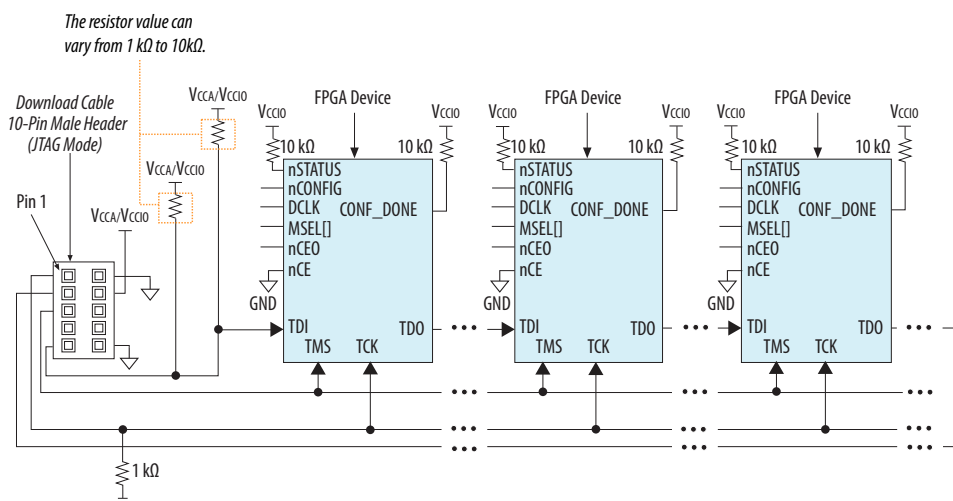 The resistor value can
vary from 1 kΩ to 10kΩ.
Download Cable
10-Pin Male Header
(JTAG Mode)
Pin 1
VCCA/VCCIO
VCCA/VCCIO
VCCA/VCCIO
VCCIO
FPGA Device
VCCIO
10 kΩ
10 kΩ
nSTATUS
nCONFIG
DCLK
CONF_DONE
MSEL[]
nCEO
nCE
GND
TDI
TDO
TMS
TCK
VCCIO
FPGA Device
VCCIO
10 kΩ
10 kΩ
nSTATUS
nCONFIG
DCLK
CONF_DONE
MSEL[]
nCEO
nCE
GND
TDI
TDO
TMS
TCK
VCCIO
FPGA Device
VCCIO
10 kΩ
10 kΩ
nSTATUS
nCONFIG
DCLK
CONF_DONE
MSEL[]
nCEO
nCE
GND
TDI
TDO
TMS
TCK
1 kΩ